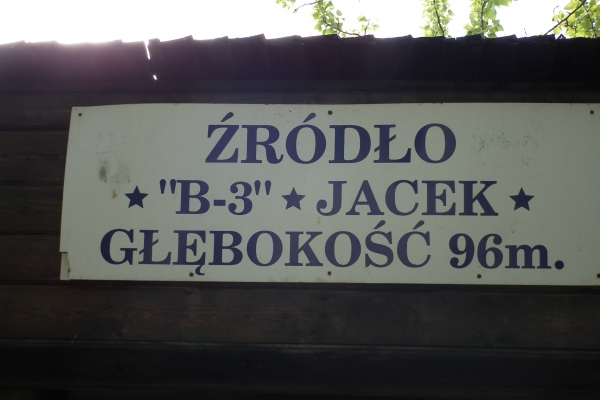 ŹRÓDŁO
★ "B-3" ★ JACEK ★
GŁĘBOKOŚĆ 96m.